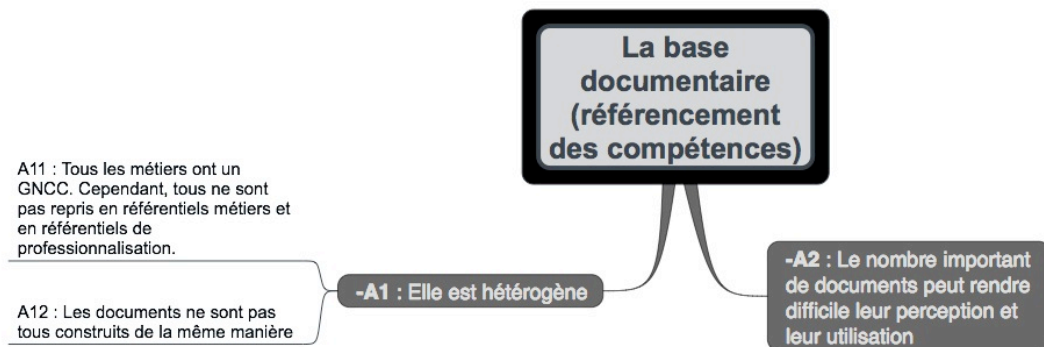 La base
documentaire
(référencement
des compétences)
A11 : Tous les métiers ont un
GNCC. Cependant, tous ne sont
pas repris en référentiels métiers et
en référentiels de
professionnalisation.
A12 : Les documents ne sont pas
tous construits de la même manière
-A1 : Elle est hétérogène
-A2 : Le nombre important
de documents peut rendre
difficile leur perception et
leur utilisation